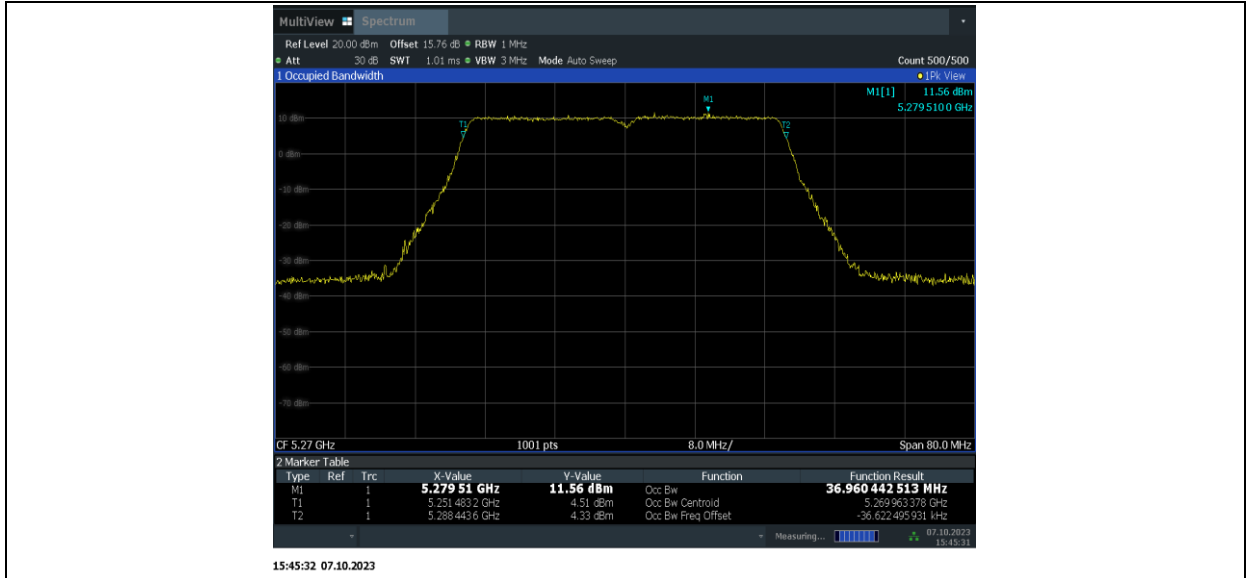 MultiView Spectrum
Ref Level 20.00 dBm Offset 15.76 dB RBW 1 MHz
Att 30 dB SWT 1.01 ms VBW 3 MHz Mode Auto Sweep Count 500/500
1 Occupied Bandwidth 1Pk View
M1[1] 11.56 dBm
5.279 510 0 GHz
M1
10 dBm
T1
T2
0 dBm
-10 dBm
-20 dBm
-30 dBm
-40 dBm
-50 dBm
-60 dBm
-70 dBm
CF 5.27 GHz 1001 pts 8.0 MHz/ Span 80.0 MHz
2 Marker Table
Type Ref Trc X-Value Y-Value Function Function Result
M1 1 5.279 51 GHz 11.56 dBm Occ Bw 36.960 442 513 MHz
T1 1 5.251 483 2 GHz 4.51 dBm Occ Bw Centroid 5.269 963 378 GHz
T2 1 5.288 443 6 GHz 4.33 dBm Occ Bw Freq Offset -36.622 495 931 kHz
Measuring... 07.10.2023
15:45:31
15:45:32 07.10.2023